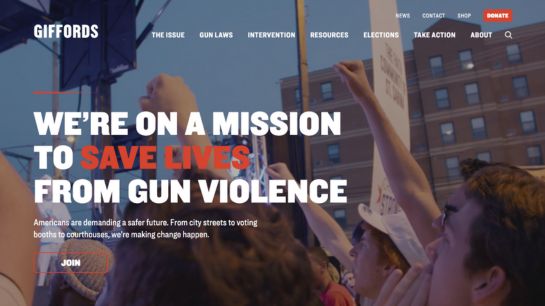 NEWS CONTACT SHOP DONATE
GIFFORDS
THE ISSUE GUN LAWS INTERVENTION RESOURCES ELECTIONS TAKE ACTION ABOUT
WE'RE ON A MISSION
TO SAVE LIVES
FROM GUN VIOLENCE
Americans are demanding a safer future. From city streets to voting
booths to courthouses, we're making change happen.
JOIN